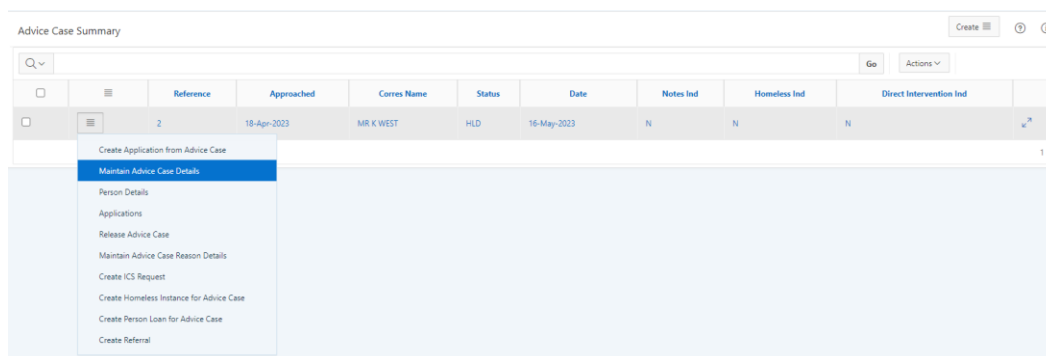 Advice Case Summary
Create
Go
Actions
Reference Approached Corres Name Status Date Notes Ind Homeless Ind Direct Intervention Ind
2 18-Apr-2023 MR K WEST HLD 16-May-2023 N N N
Create Application from Advice Case
1
Maintain Advice Case Details
Person Details
Applications
Release Advice Case
Maintain Advice Case Reason Details
Create ICS Request
Create Homeless Instance for Advice Case
Create Person Loan for Advice Case
Create Referral